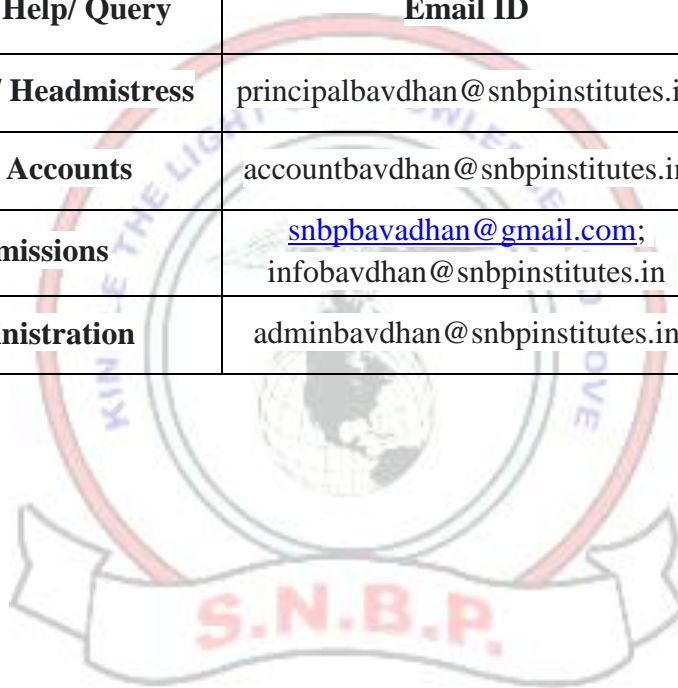 Help/ Query Email ID
/ Headmistress principalbavdhan@snbpinstitutes.i
Accounts accountbavdhan@snbpinstitutes.i
missions snbpbavadhan@gmail.com;
infobavdhan@snbpinstitutes.in
nistration adminbavdhan@snbpinstitutes.in
S.N.B.P.